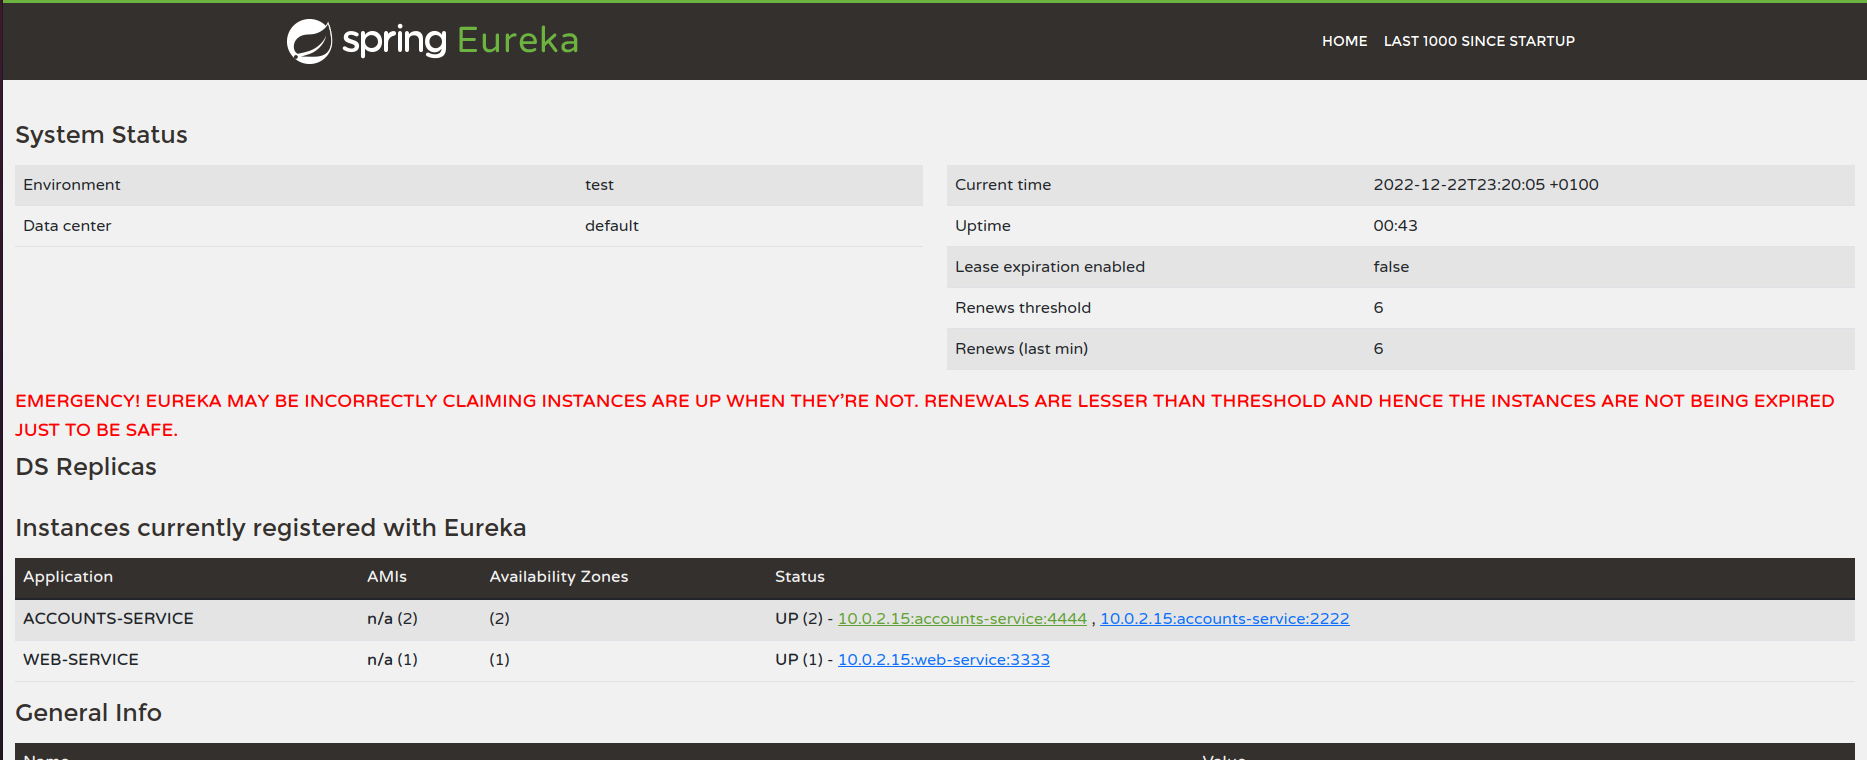 spring Eureka
HOME LAST 1000 SINCE STARTUP
System Status
Environment test
Data center default
Current time 2022-12-22T23:20:05 +0100
Uptime 00:43
Lease expiration enabled false
Renews threshold 6
Renews (last min) 6
EMERGENCY! EUREKA MAY BE INCORRECTLY CLAIMING INSTANCES ARE UP WHEN THEY'RE NOT. RENEWALS ARE LESSER THAN THRESHOLD AND HENCE THE INSTANCES ARE NOT BEING EXPIRED
JUST TO BE SAFE.
DS Replicas
Instances currently registered with Eureka
Application AMIs Availability Zones Status
ACCOUNTS-SERVICE n/a (2) (2) UP (2) - 10.0.2.15:accounts-service:4444 , 10.0.2.15:accounts-service:2222
WEB-SERVICE n/a (1) (1) UP (1) - 10.0.2.15:web-service:3333
General Info
Name Value